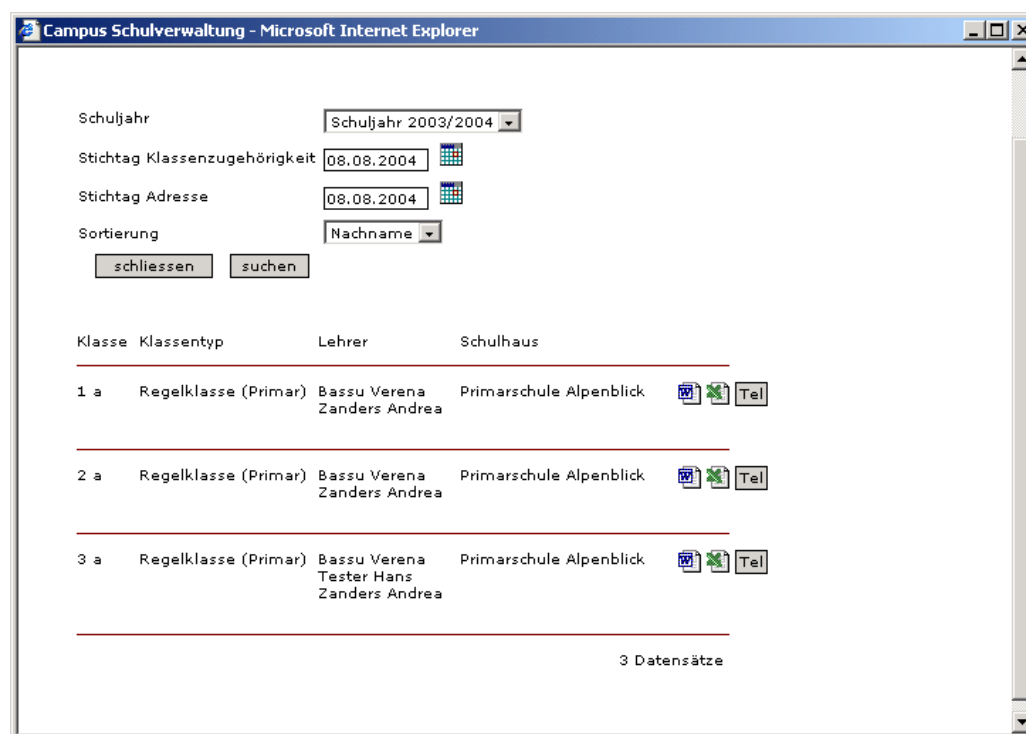 Campus Schulverwaltung - Microsoft Internet Explorer
Schuljahr Schuljahr 2003/2004
Stichtag Klassenzugehörigkeit 08.08.2004
Stichtag Adresse 08.08.2004
Sortierung Nachname
schliessen suchen
Klasse Klassentyp Lehrer Schulhaus
1 a Regelklasse (Primar) Bassu Verena Primarschule Alpenblick Tel
Zanders Andrea
2 a Regelklasse (Primar) Bassu Verena Primarschule Alpenblick Tel
Zanders Andrea
3 a Regelklasse (Primar) Bassu Verena Primarschule Alpenblick Tel
Tester Hans
Zanders Andrea
3 Datensätze